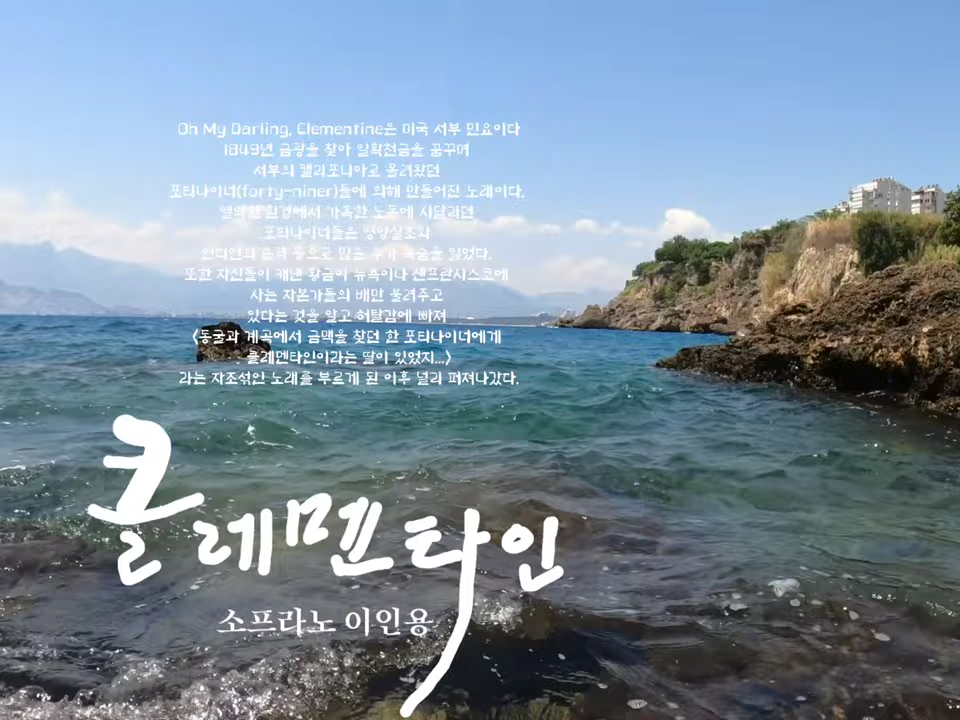 Oh My Darling, Clementine은 미국 서부 민요이다
1849년 금광을 찾아 일확천금을 꿈꾸며
서부의 캘리포니아로 몰려왔던
포티나이너(forty-niner)들에 의해 만들어진 노래이다.
열악한 환경에서 가혹한 노동에 시달리던
포티나이너들은 영양실조와
인디언의 습격 등으로 많은 수가 목숨을 잃었다.
또한 자신들이 캐낸 황금이 뉴욕이나 샌프란시스코에
사는 자본가들의 배만 불려주고
있다는 것을 알고 허탈감에 빠져
<동굴과 계곡에서 금맥을 찾던 한 포티나이너에게
클레멘타인이라는 딸이 있었지...>
라는 자조섞인 노래를 부르게 된 이후 널리 퍼져나갔다.
클레멘타인
소프라노 이인용